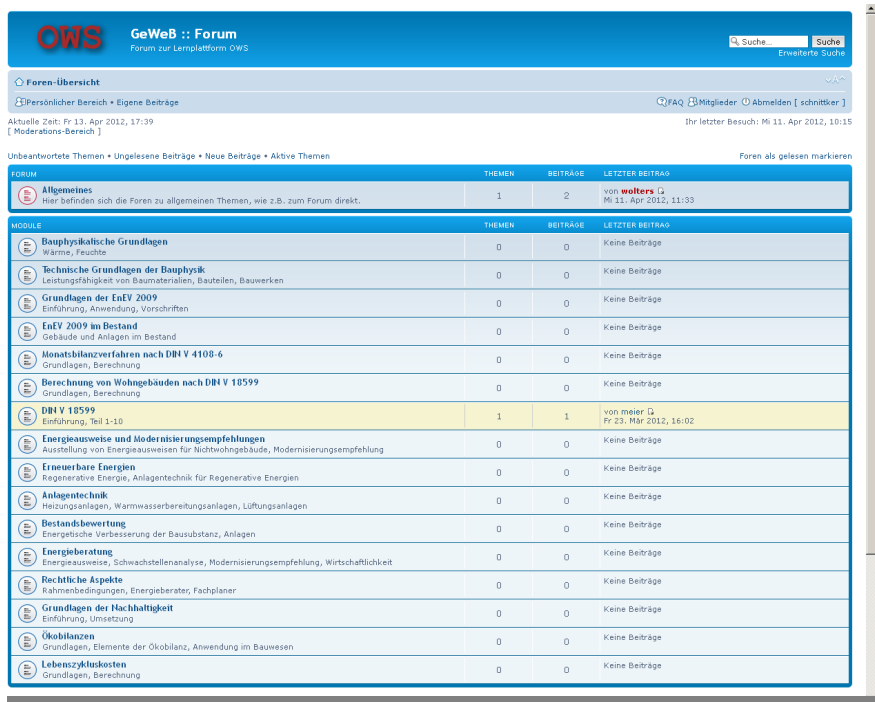 OWS
GeWeB :: Forum
Forum zur Lernplattform OWS
Suche... Suche
Erweiterte Suche
Foren-Übersicht
Persönlicher Bereich • Eigene Beiträge FAQ Mitglieder Abmelden [ schnittker ]
Aktuelle Zeit: Fr 13. Apr 2012, 17:39 Ihr letzter Besuch: Mi 11. Apr 2012, 10:15
[ Moderations-Bereich ]
Unbeantwortete Themen • Ungelesene Beiträge • Neue Beiträge • Aktive Themen Foren als gelesen markieren
FORUM THEMEN BEITRÄGE LETZTER BEITRAG
Allgemeines
Hier befinden sich die Foren zu allgemeinen Themen, wie z.B. zum Forum direkt.
1 2
von wolters
Mi 11. Apr 2012, 11:33
MODULE THEMEN BEITRÄGE LETZTER BEITRAG
Bauphysikalische Grundlagen
Wärme, Feuchte
0 0 Keine Beiträge
Technische Grundlagen der Bauphysik
Leistungsfähigkeit von Baumaterialien, Bauteilen, Bauwerken
0 0 Keine Beiträge
Grundlagen der EnEV 2009
Einführung, Anwendung, Vorschriften
0 0 Keine Beiträge
EnEV 2009 im Bestand
Gebäude und Anlagen im Bestand
0 0 Keine Beiträge
Monatsbilanzverfahren nach DIN V 4108-6
Grundlagen, Berechnung
0 0 Keine Beiträge
Berechnung von Wohngebäuden nach DIN V 18599
Grundlagen, Berechnung
0 0 Keine Beiträge
DIN V 18599
Einführung, Teil 1-10
1 1
von meier
Fr 23. Mär 2012, 16:02
Energieausweise und Modernisierungsempfehlungen
Ausstellung von Energieausweisen für Nichtwohngebäude, Modernisierungsempfehlung
0 0 Keine Beiträge
Erneuerbare Energien
Regenerative Energie, Anlagentechnik für Regenerative Energien
0 0 Keine Beiträge
Anlagentechnik
Heizungsanlagen, Warmwasserbereitungsanlagen, Lüftungsanlagen
0 0 Keine Beiträge
Bestandsbewertung
Energetische Verbesserung der Bausubstanz, Anlagen
0 0 Keine Beiträge
Energieberatung
Energieausweise, Schwachstellenanalyse, Modernisierungsempfehlung, Wirtschaftlichkeit
0 0 Keine Beiträge
Rechtliche Aspekte
Rahmenbedingungen, Energieberater, Fachplaner
0 0 Keine Beiträge
Grundlagen der Nachhaltigkeit
Einführung, Umsetzung
0 0 Keine Beiträge
Ökobilanzen
Grundlagen, Elemente der Ökobilanz, Anwendung im Bauwesen
0 0 Keine Beiträge
Lebenszykluskosten
Grundlagen, Berechnung
0 0 Keine Beiträge